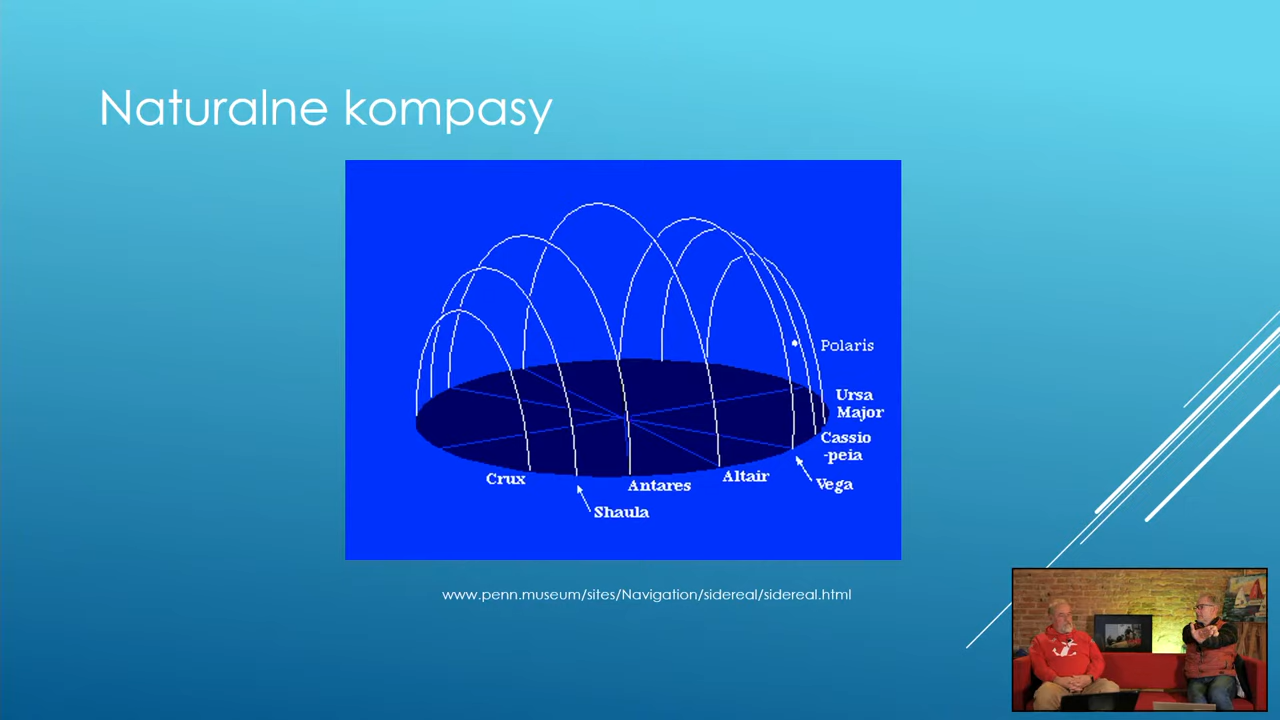 Naturalne kompasy
Polaris
Ursa
Major
Cassio
-peia
Crux
Antares
Altair
Vega
Shaula
www.penn.museum/sites/Navigation/sidereal/sidereal.html